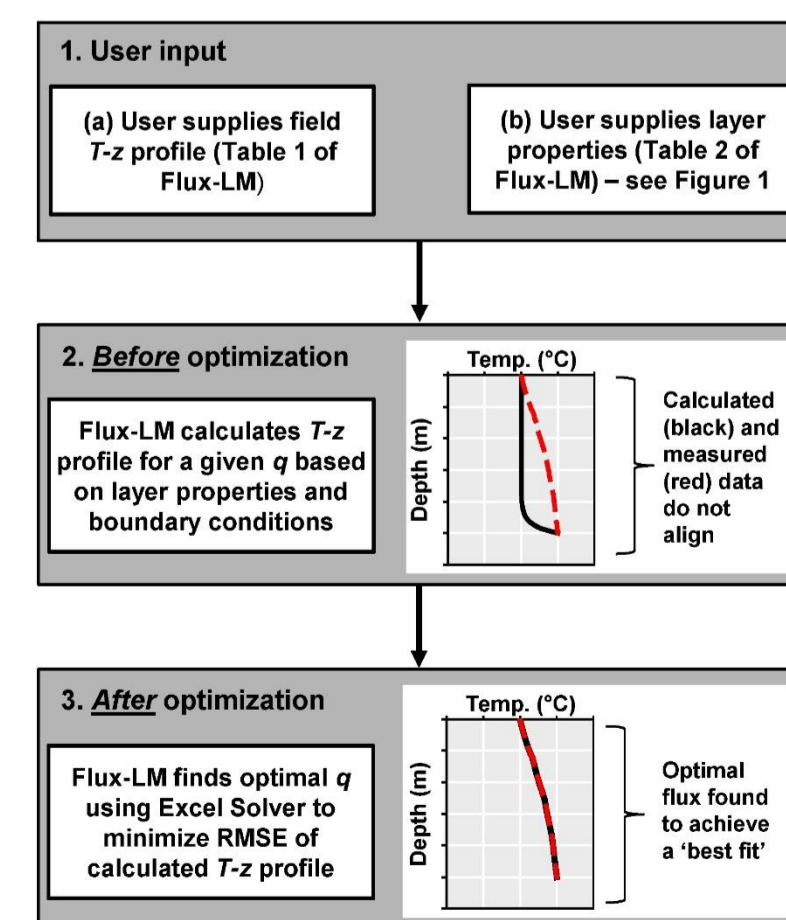 1. User input
(a) User supplies field
T-z profile (Table 1 of
Flux-LM)
(b) User supplies layer
properties (Table 2 of
Flux-LM) – see Figure 1
2. Before optimization
Flux-LM calculates T-z
profile for a given q based
on layer properties and
boundary conditions
Temp. (°C)
Depth (m)
Calculated
(black) and
measured
(red) data
do not
align
3. After optimization
Flux-LM finds optimal q
using Excel Solver to
minimize RMSE of
calculated T-z profile
Temp. (°C)
Depth (m)
Optimal
flux found
to achieve
a ‘best fit’